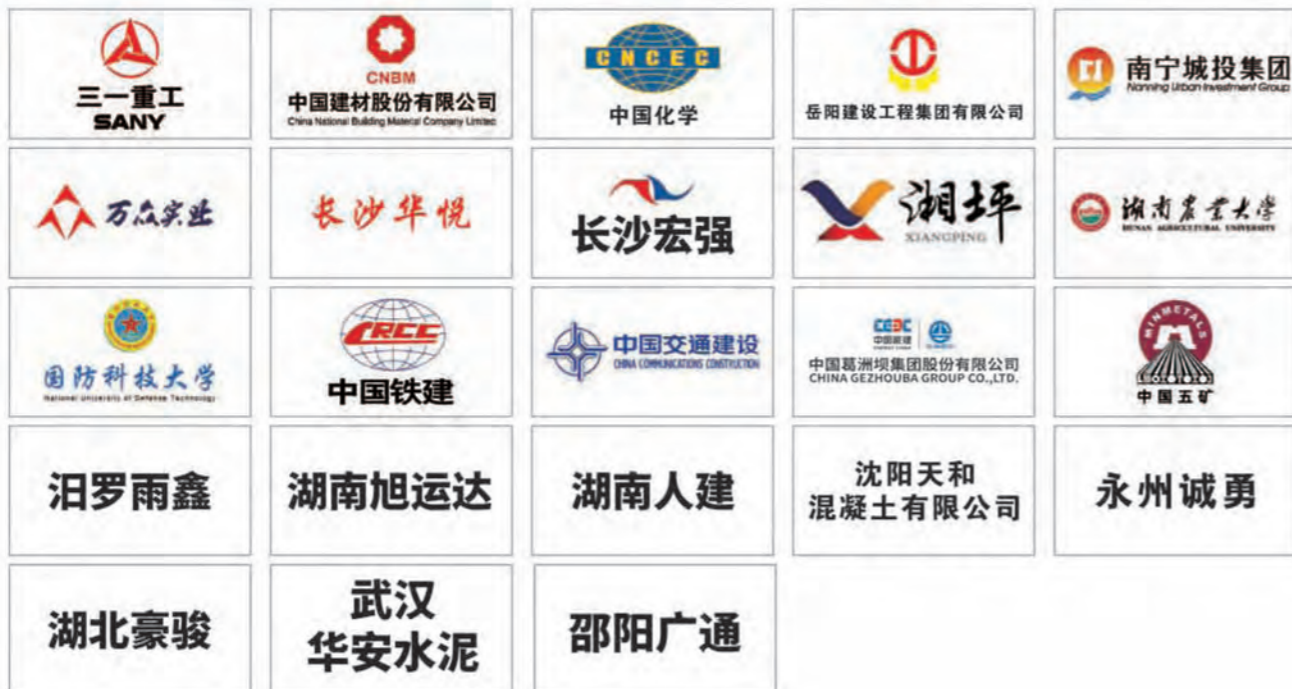 三一重工
SANY
CNBM
中国建材股份有限公司
China National Building Material Company Limited
CNCEC
中国化学
岳阳建设工程集团有限公司
南宁城投集团
Nanning Urban Investment Group
万众实业
长沙华悦
长沙宏强
湘坪
XIANGPING
湖南农业大学
HUNAN AGRICULTURAL UNIVERSITY
国防科技大学
National University of Defense Technology
CRCC
中国铁建
中国交通建设
CHINA COMMUNICATIONS CONSTRUCTION
中国能建
中国葛洲坝集团股份有限公司
CHINA GEZHOUBA GROUP CO.,LTD.
MINMETALS
中国五矿
汨罗雨鑫
湖南旭运达
湖南人建
沈阳天和
混凝土有限公司
永州诚勇
湖北豪骏
武汉
华安水泥
邵阳广通